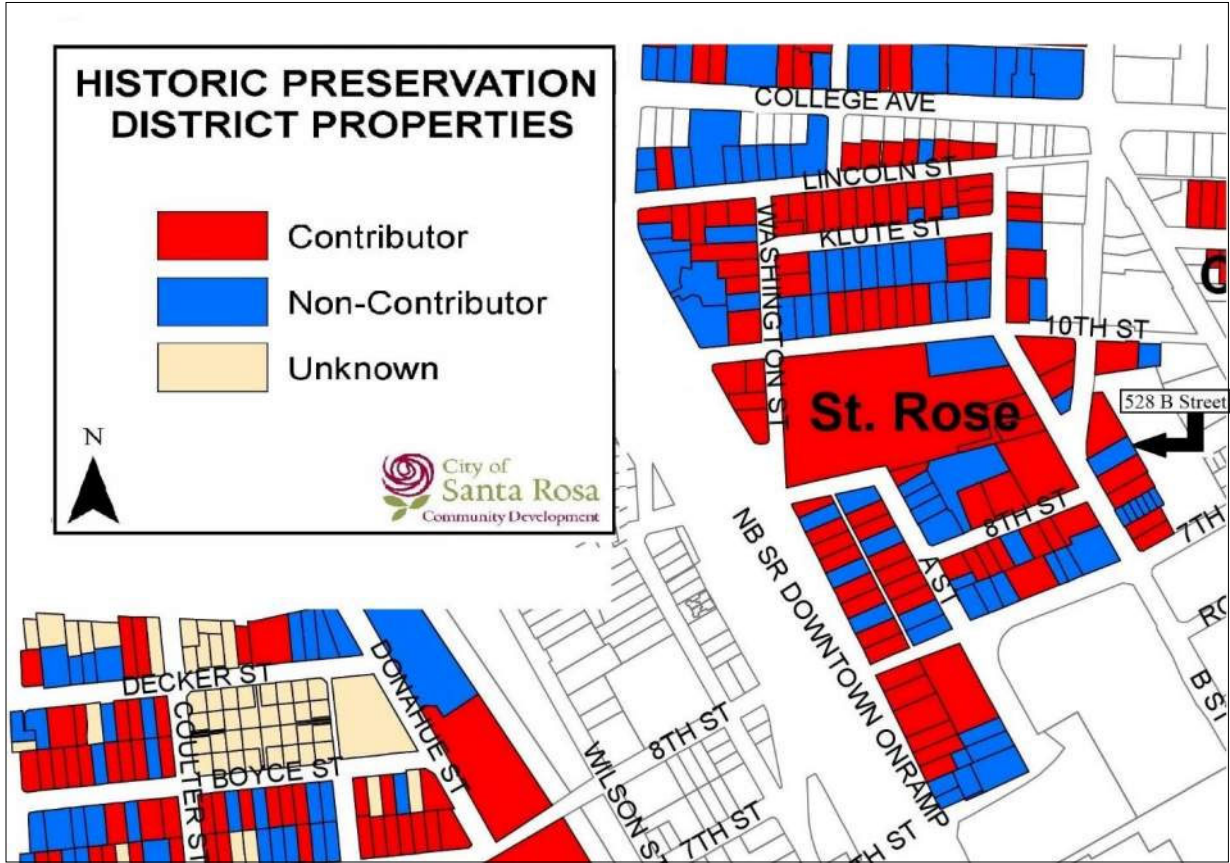 HISTORIC PRESERVATION
DISTRICT PROPERTIES
Contributor
Non-Contributor
Unknown
N
City of
Santa Rosa
Community Development
COLLEGE AVE
LINCOLN ST
WASHINGTON ST
KLUTE ST
10TH ST
St. Rose
528 B Street
8TH ST
7TH
A ST
NB SR DOWNTOWN ONRAMP
B ST
DECKER ST
DONAHUE ST
COULTER ST
BOYCE ST
WILSON ST
8TH ST
7TH ST
TH ST